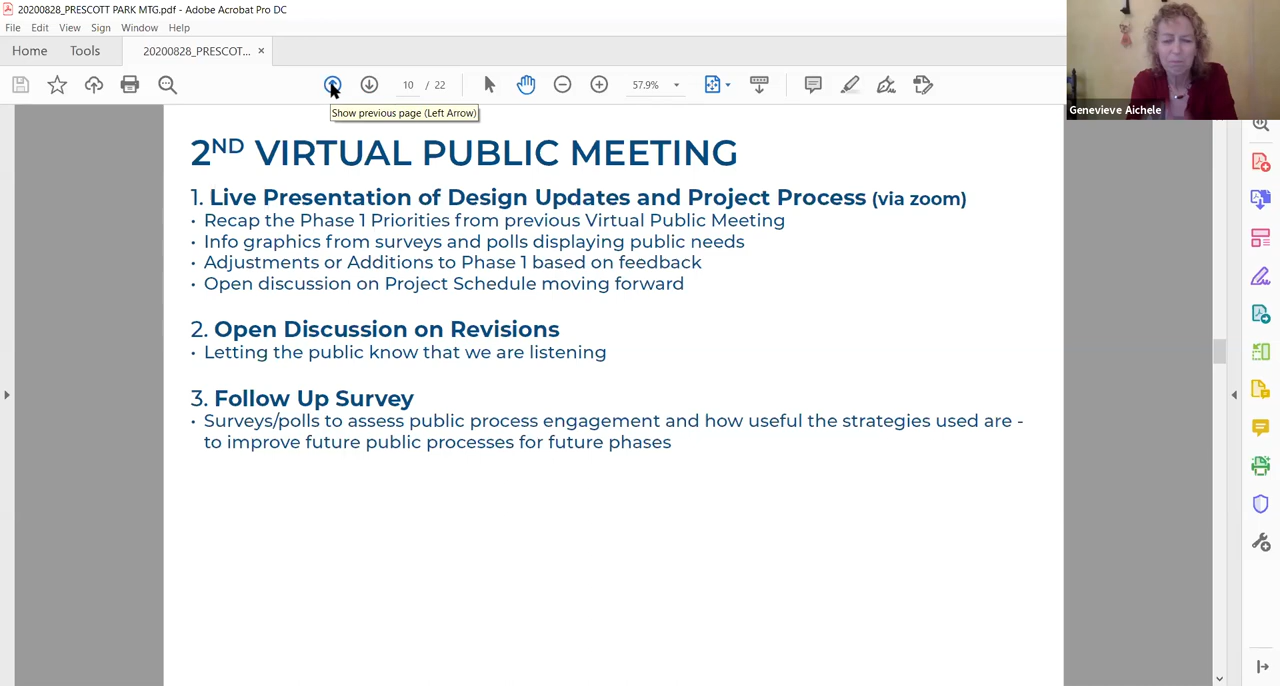 20200828_PRESCOTT PARK MTG.pdf - Adobe Acrobat Pro DC
File Edit View Sign Window Help
Home Tools 20200828_PRESCOT... ×
10 / 22 57.9%
Show previous page (Left Arrow)
Genevieve Aichele
2ND VIRTUAL PUBLIC MEETING
1. Live Presentation of Design Updates and Project Process (via zoom)
• Recap the Phase 1 Priorities from previous Virtual Public Meeting
• Info graphics from surveys and polls displaying public needs
• Adjustments or Additions to Phase 1 based on feedback
• Open discussion on Project Schedule moving forward
2. Open Discussion on Revisions
• Letting the public know that we are listening
3. Follow Up Survey
• Surveys/polls to assess public process engagement and how useful the strategies used are -
to improve future public processes for future phases